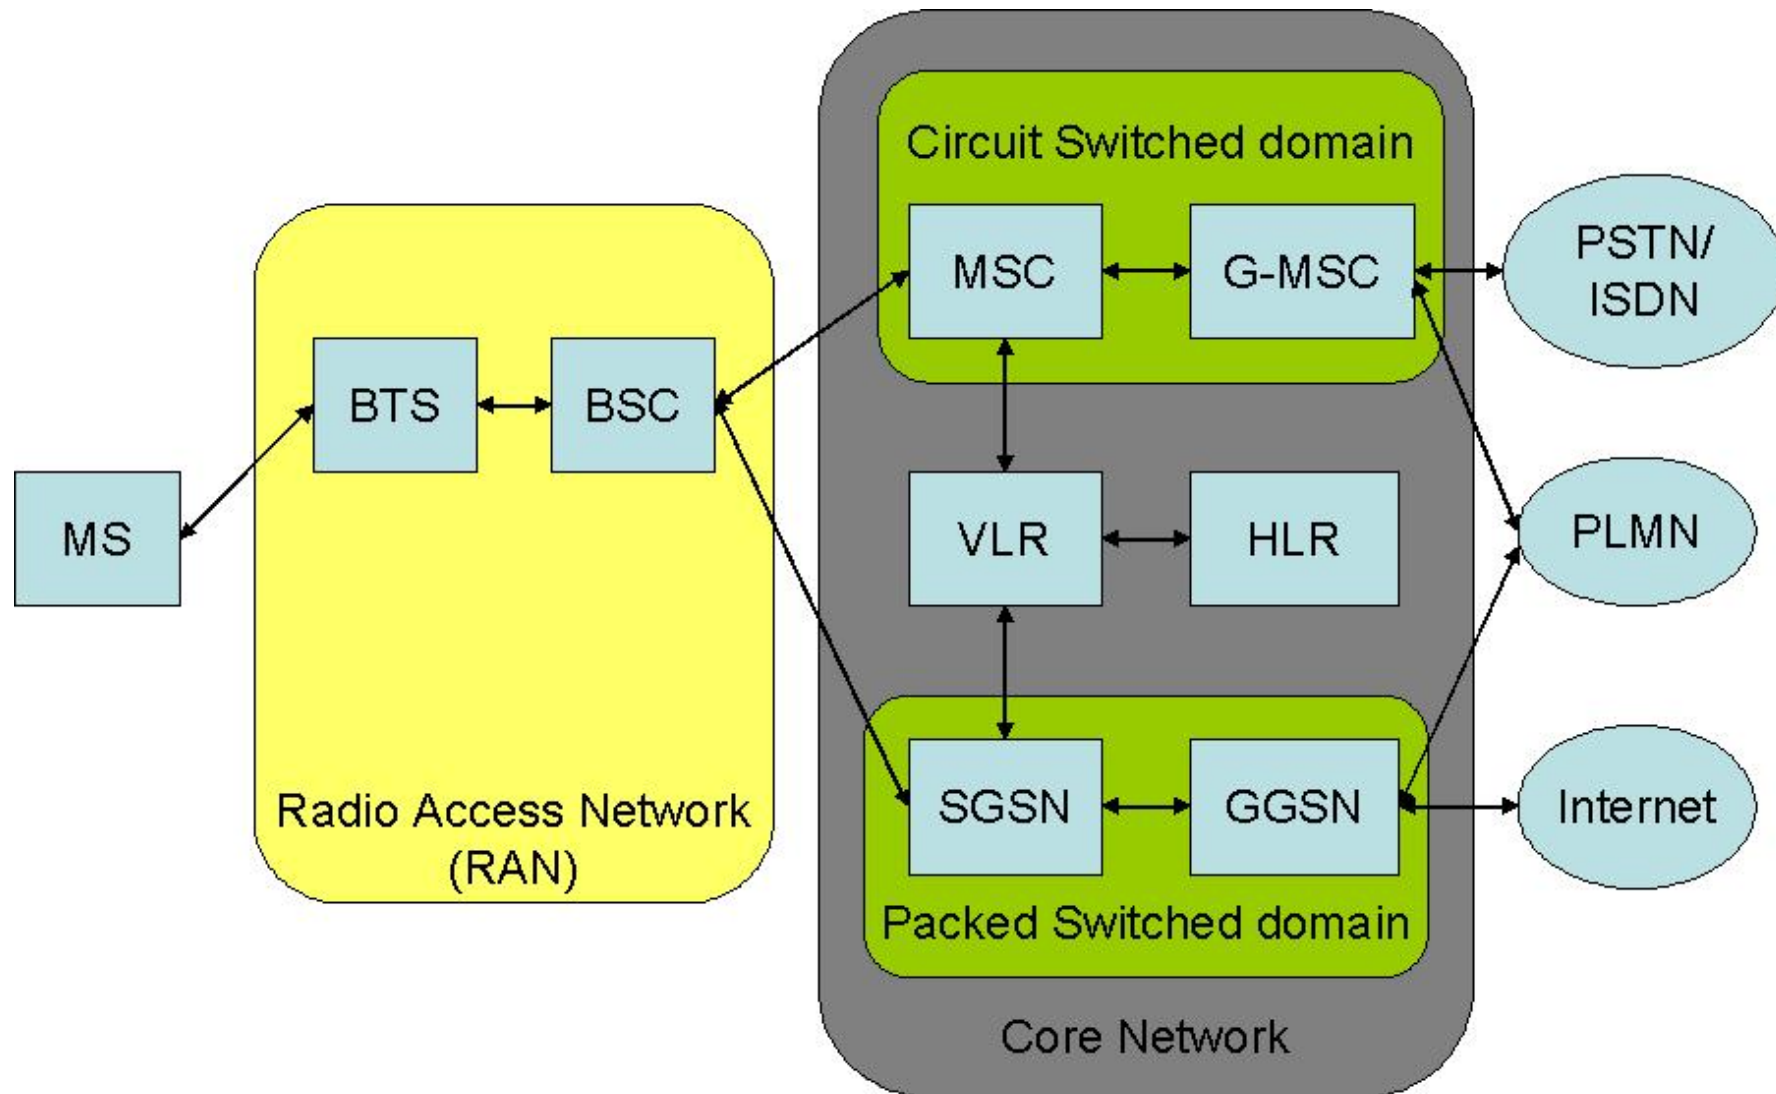 Circuit Switched domain
MSC
G-MSC
PSTN/
ISDN
BTS
BSC
MS
VLR
HLR
PLMN
SGSN
GGSN
Internet
Radio Access Network
(RAN)
Packed Switched domain
Core Network